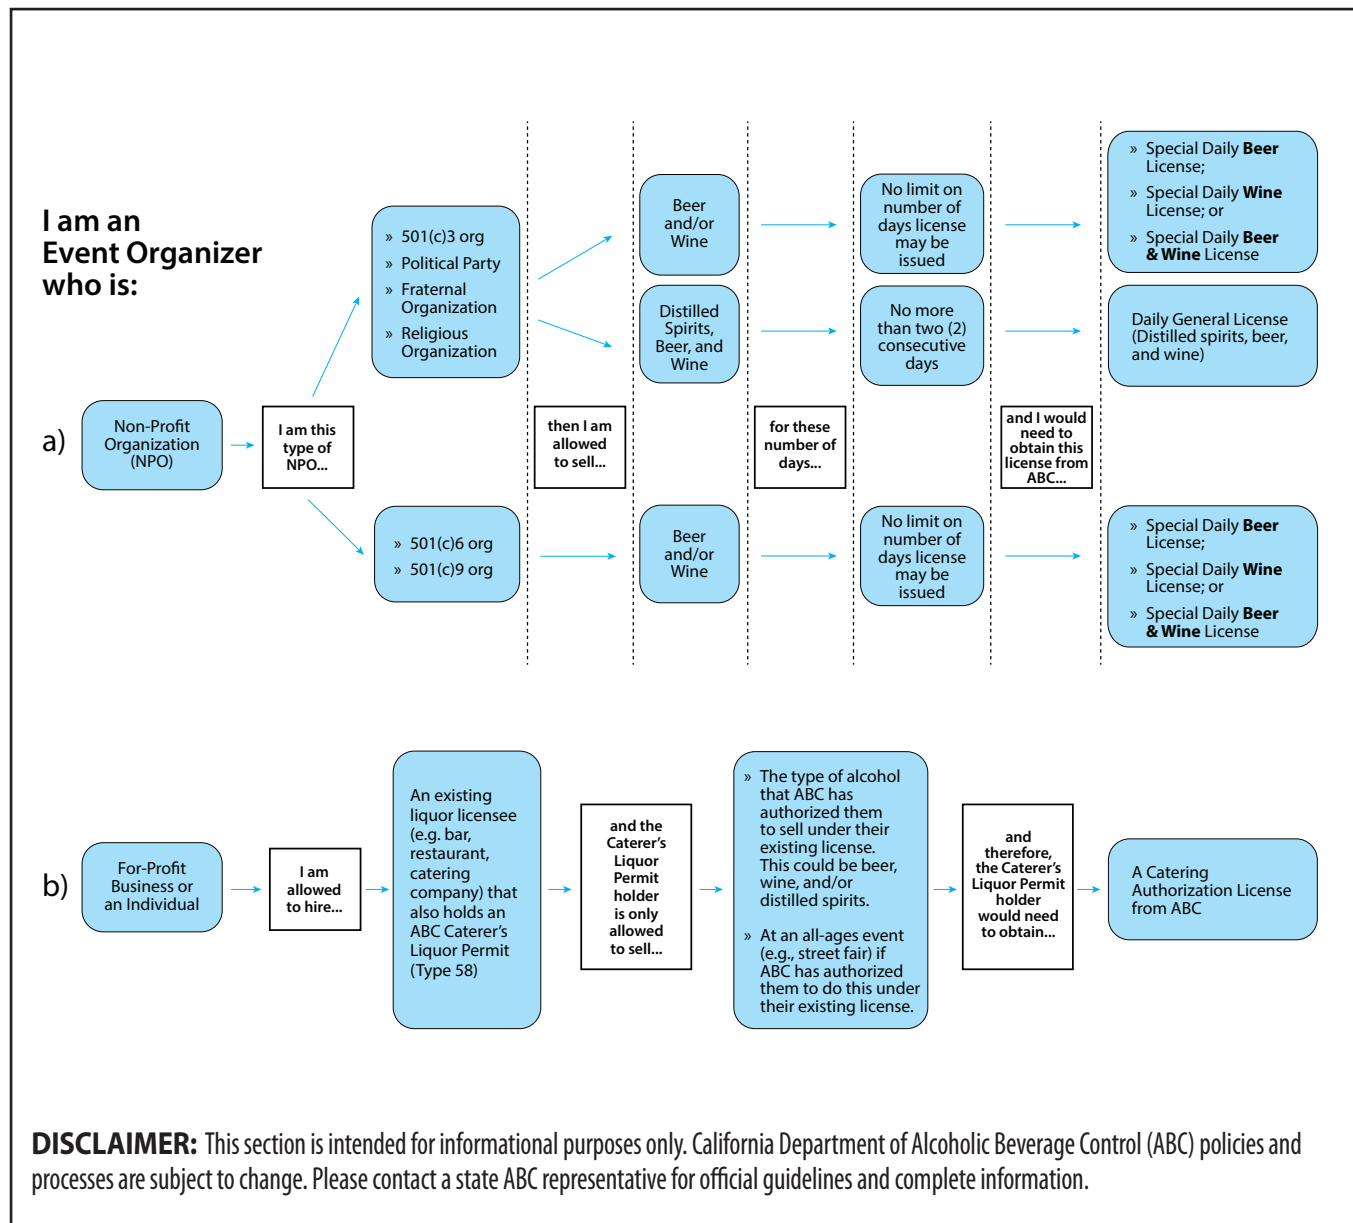 I am an
Event Organizer
who is:
a)
Non-Profit
Organization
(NPO)
I am this
type of
NPO...
» 501(c)3 org
» Political Party
» Fraternal
Organization
» Religious
Organization
» 501(c)6 org
» 501(c)9 org
then I am
allowed
to sell...
Beer
and/or
Wine
Distilled
Spirits,
Beer, and
Wine
Beer
and/or
Wine
for these
number of
days...
No limit on
number of
days license
may be
issued
No more
than two (2)
consecutive
days
No limit on
number of
days license
may be
issued
and I would
need to
obtain this
license from
ABC...
» Special Daily Beer
License;
» Special Daily Wine
License; or
» Special Daily Beer
& Wine License
Daily General License
(Distilled spirits, beer,
and wine)
» Special Daily Beer
License;
» Special Daily Wine
License; or
» Special Daily Beer
& Wine License
b)
For-Profit
Business or
an Individual
I am
allowed
to hire...
An existing
liquor licensee
(e.g. bar,
restaurant,
catering
company) that
also holds an
ABC Caterer's
Liquor Permit
(Type 58)
and the
Caterer's
Liquor
Permit
holder
is only
allowed
to sell...
» The type of alcohol
that ABC has
authorized them
to sell under their
existing license.
This could be beer,
wine, and/or
distilled spirits.
» At an all-ages event
(e.g., street fair) if
ABC has authorized
them to do this under
their existing license.
and
therefore,
the Caterer's
Liquor Permit
holder
would need
to obtain...
A Catering
Authorization License
from ABC
DISCLAIMER: This section is intended for informational purposes only. California Department of Alcoholic Beverage Control (ABC) policies and
processes are subject to change. Please contact a state ABC representative for official guidelines and complete information.